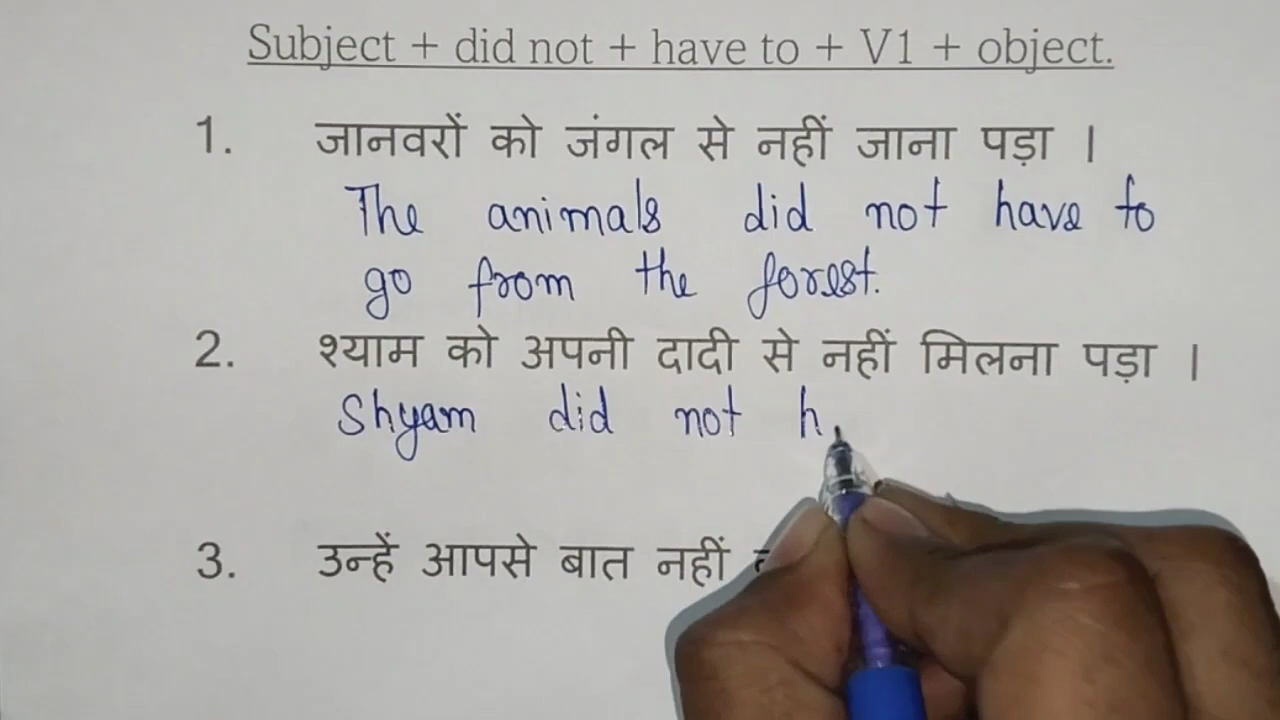 Subject + did not + have to + V1 + object.
1. जानवरों को जंगल से नहीं जाना पड़ा ।
The animals did not have to
go from the forest.
2. श्याम को अपनी दादी से नहीं मिलना पड़ा ।
Shyam did not h
3. उन्हें आपसे बात नहीं